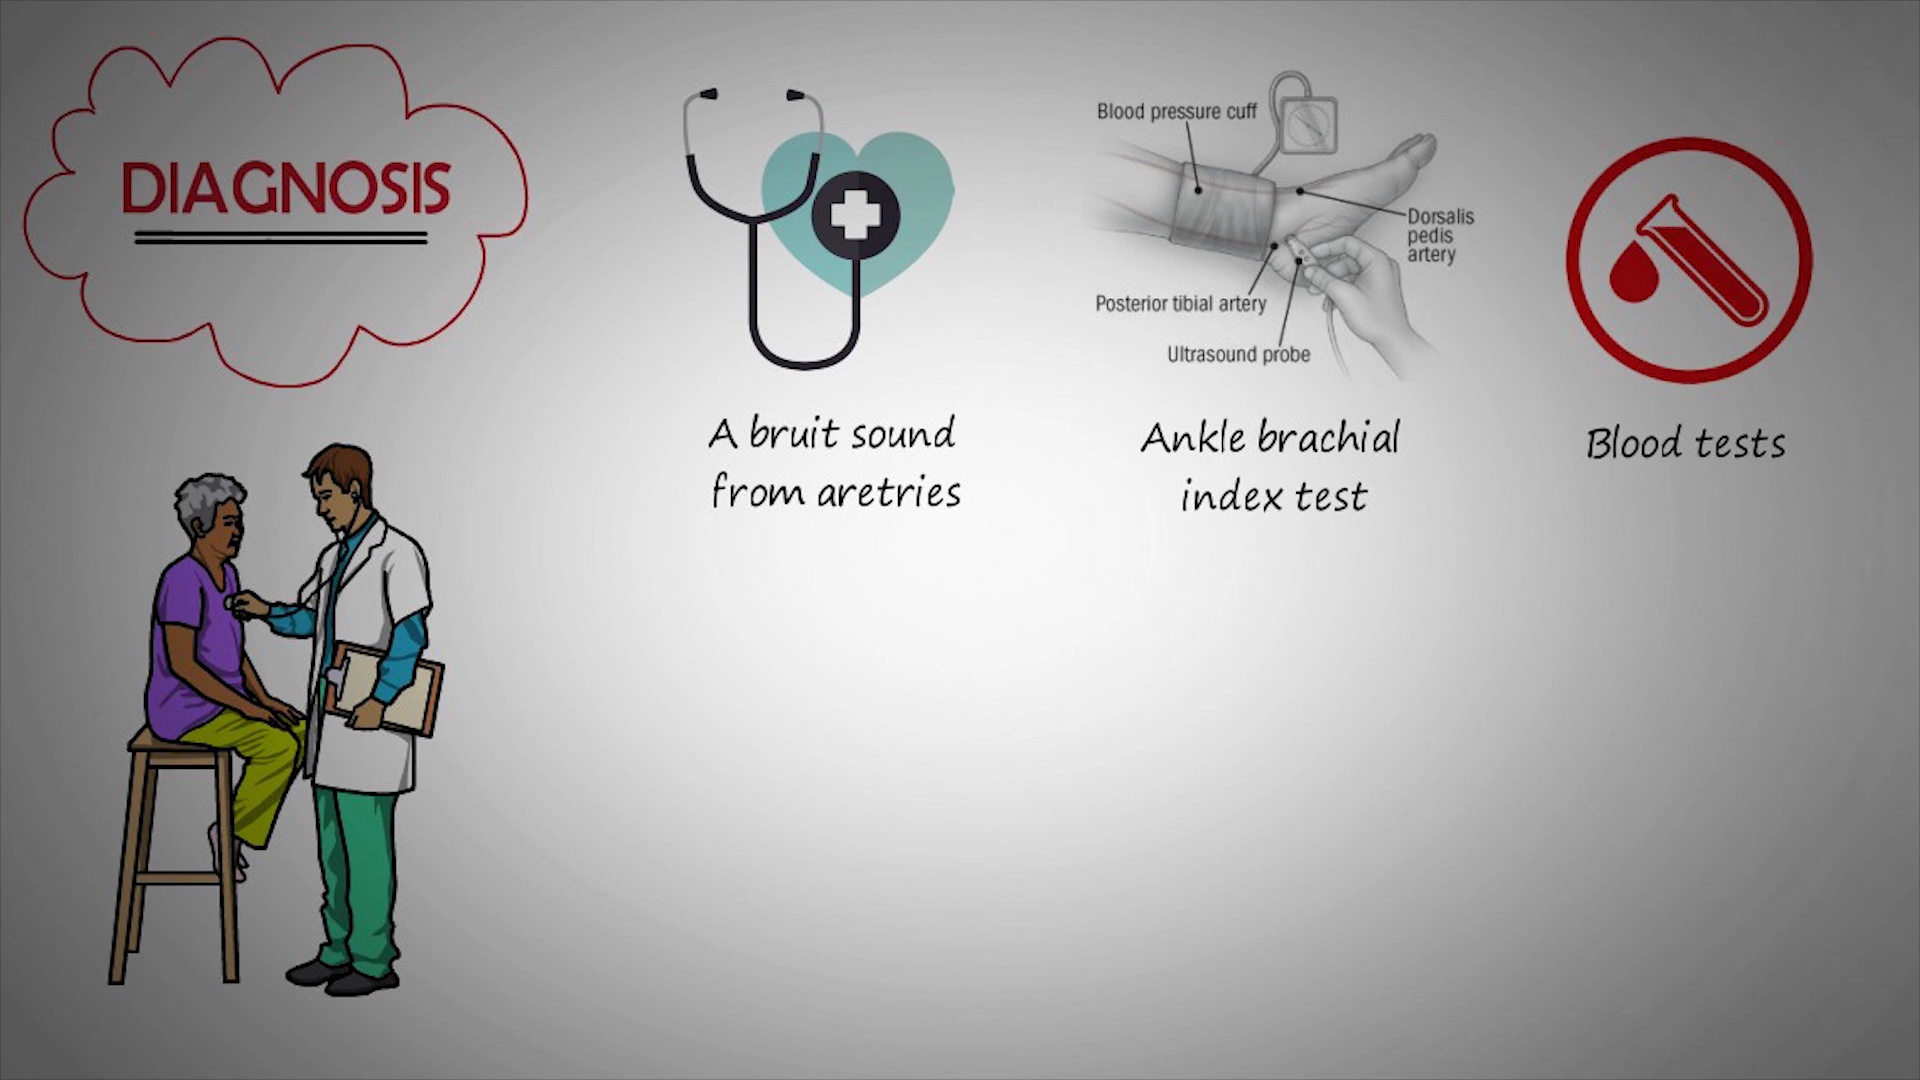 DIAGNOSIS
A bruit sound
from aretries
Blood pressure cuff
Dorsalis
pedis
artery
Posterior tibial artery
Ultrasound probe
Ankle brachial
index test
Blood tests